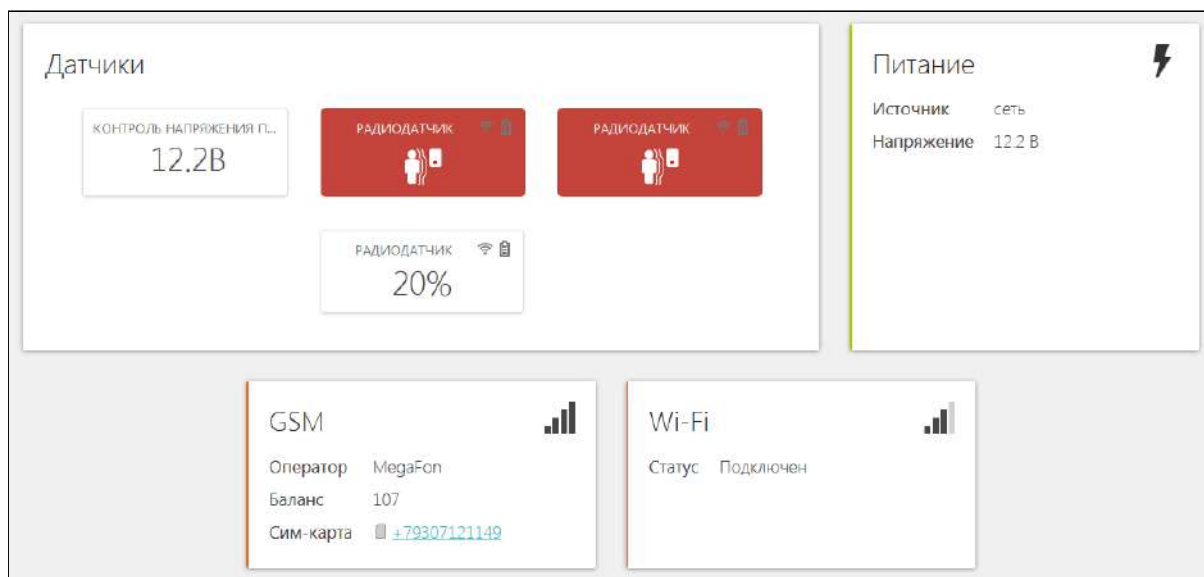 Датчики
КОНТРОЛЬ НАПРЯЖЕНИЯ П...
12.2В
РАДИОДАТЧИК
РАДИОДАТЧИК
РАДИОДАТЧИК
20%
Питание
Источник сеть
Напряжение 12.2 В
GSM
Оператор MegaFon
Баланс 107
Сим-карта +79307121149
Wi-Fi
Статус Подключен